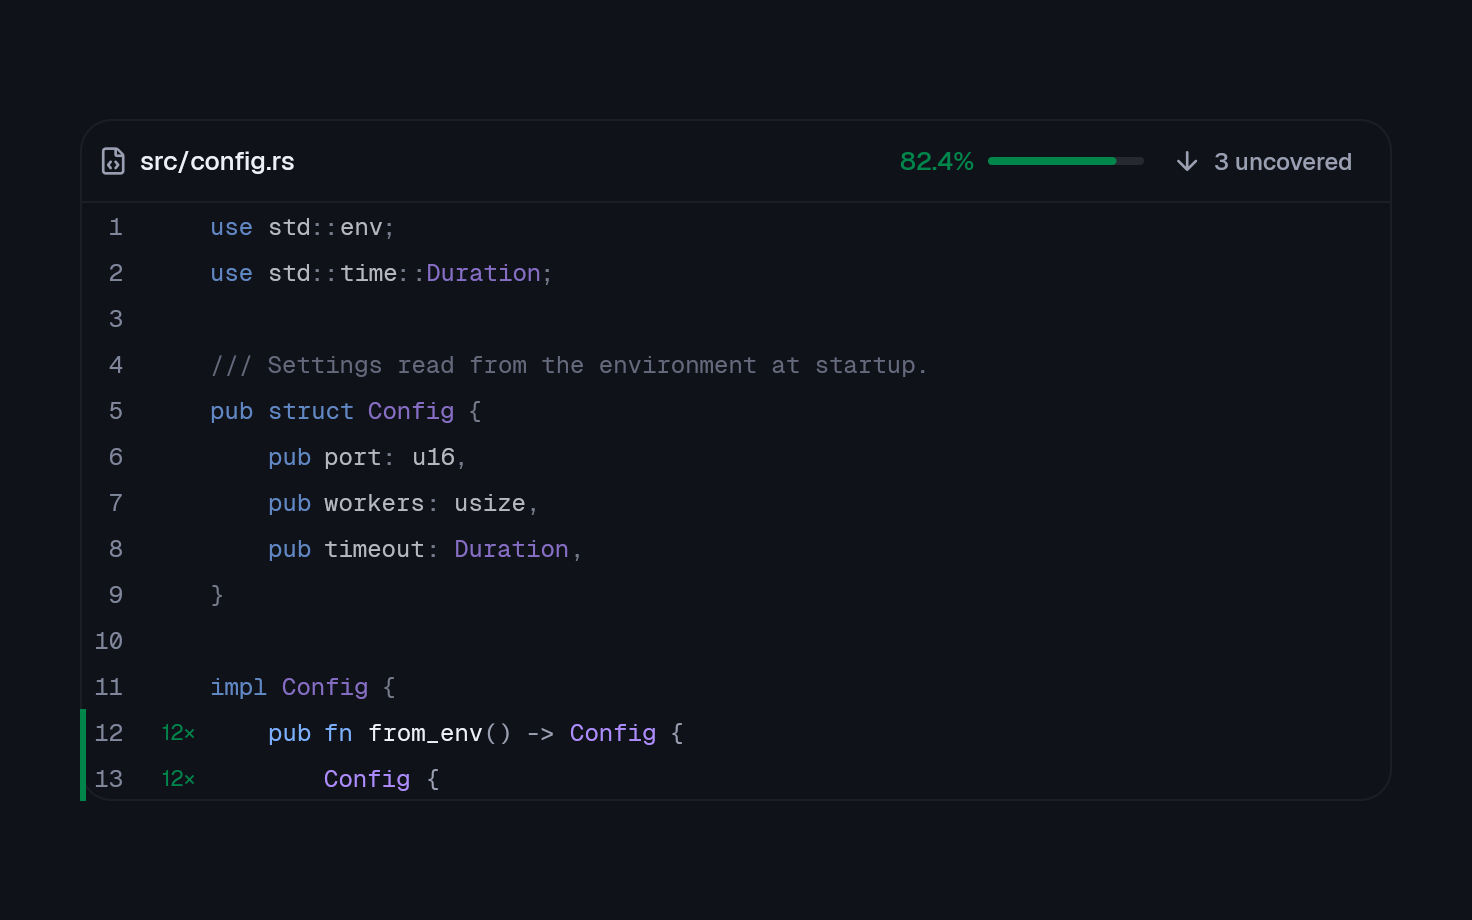 src/config.rs 82.4% 3 uncovered
1 use std::env;
2 use std::time::Duration;
3
4 /// Settings read from the environment at startup.
5 pub struct Config {
6     pub port: u16,
7     pub workers: usize,
8     pub timeout: Duration,
9 }
10
11 impl Config {
12 12×     pub fn from_env() -> Config {
13 12×         Config {